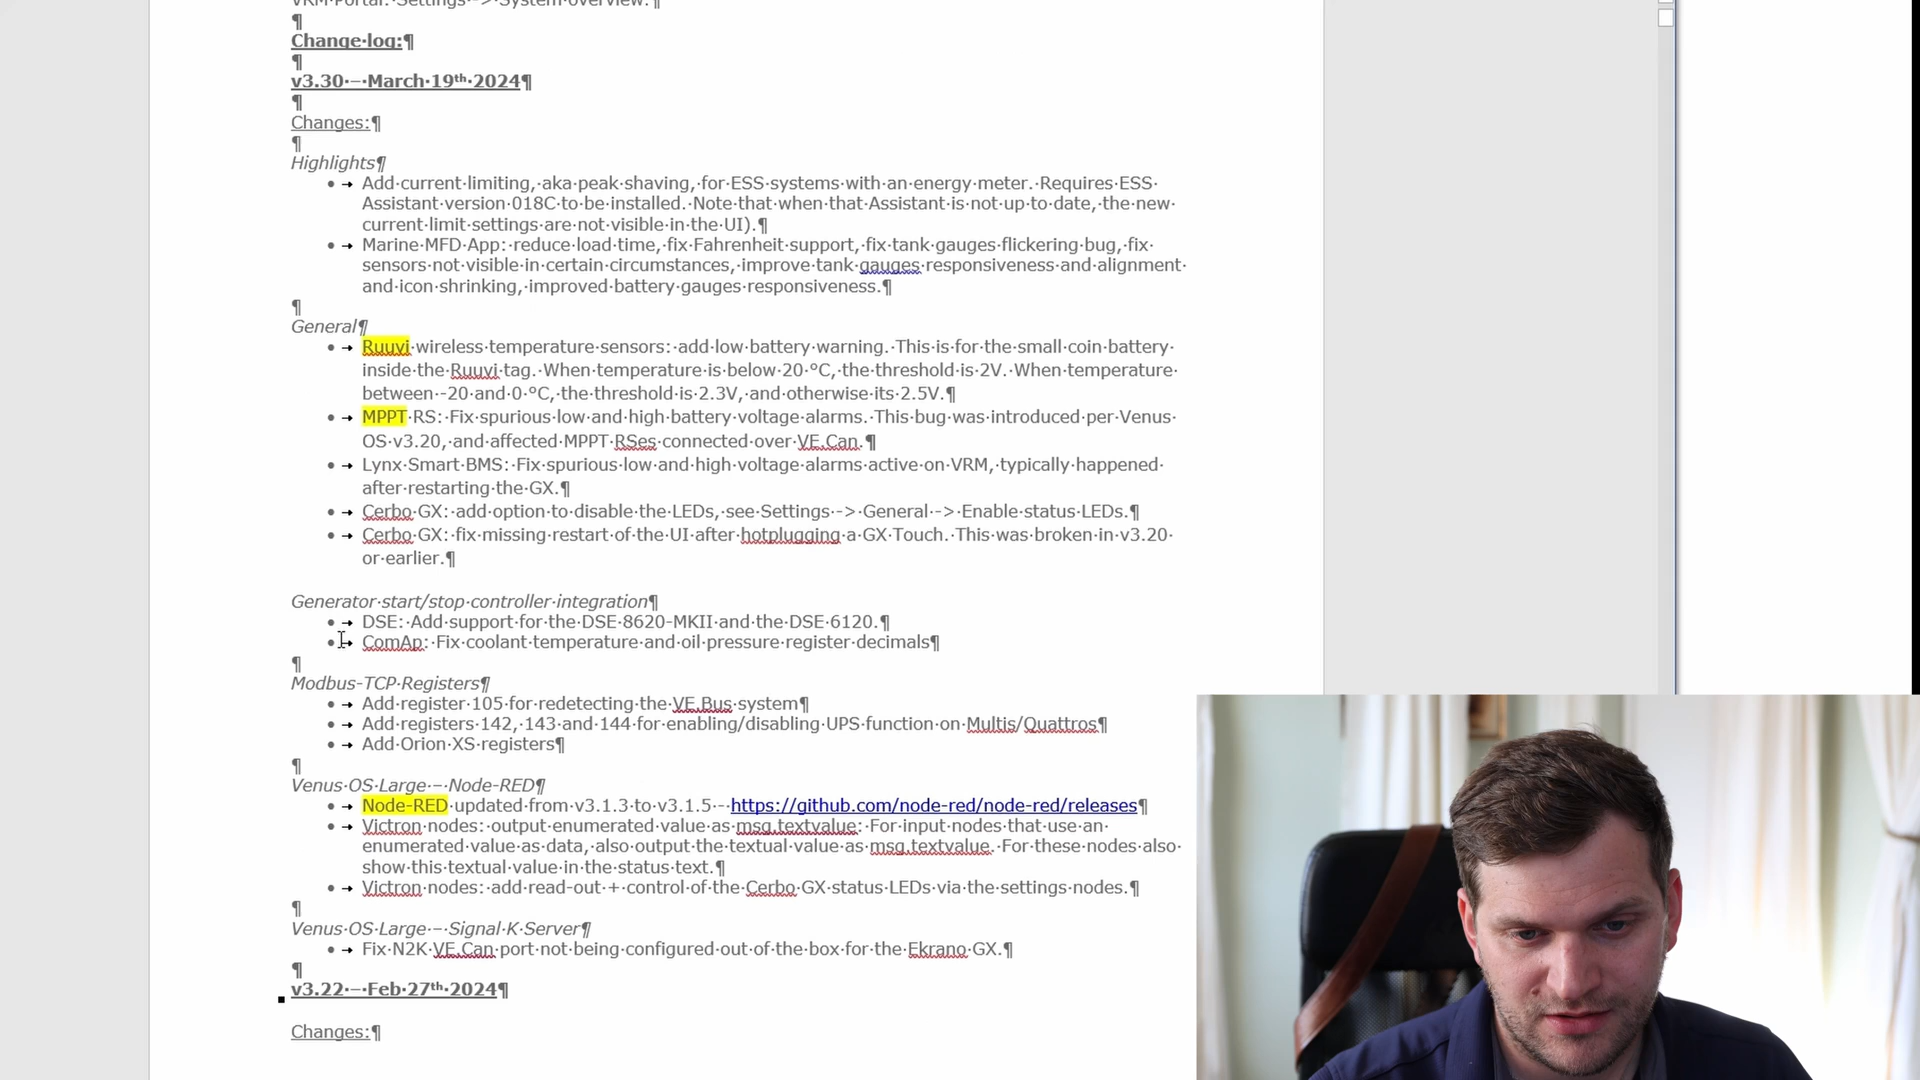 VRM Portal: Settings -> System overview.¶
¶
Change log:¶
¶
v3.30 – March 19th 2024¶
¶
Changes:¶
¶
Highlights¶
• → Add current limiting, aka peak shaving, for ESS systems with an energy meter. Requires ESS
Assistant version 018C to be installed. Note that when that Assistant is not up to date, the new
current limit settings are not visible in the UI).¶
• → Marine MFD App: reduce load time, fix Fahrenheit support, fix tank gauges flickering bug, fix
sensors not visible in certain circumstances, improve tank gauges responsiveness and alignment
and icon shrinking, improved battery gauges responsiveness.¶
¶
General¶
• → Ruuvi wireless temperature sensors: add low battery warning. This is for the small coin battery
inside the Ruuvi tag. When temperature is below 20 °C, the threshold is 2V. When temperature
between -20 and 0 °C, the threshold is 2.3V, and otherwise its 2.5V.¶
• → MPPT RS: Fix spurious low and high battery voltage alarms. This bug was introduced per Venus
OS v3.20, and affected MPPT RSes connected over VE.Can.¶
• → Lynx Smart BMS: Fix spurious low and high voltage alarms active on VRM, typically happened
after restarting the GX.¶
• → Cerbo GX: add option to disable the LEDs, see Settings -> General -> Enable status LEDs.¶
• → Cerbo GX: fix missing restart of the UI after hotplugging a GX Touch. This was broken in v3.20
or earlier.¶
Generator start/stop controller integration¶
• → DSE: Add support for the DSE 8620-MKII and the DSE 6120.¶
• → ComAp: Fix coolant temperature and oil pressure register decimals¶
¶
Modbus-TCP Registers¶
• → Add register 105 for redetecting the VE.Bus system¶
• → Add registers 142, 143 and 144 for enabling/disabling UPS function on Multis/Quattros¶
• → Add Orion XS registers¶
¶
Venus OS Large – Node-RED¶
• → Node-RED updated from v3.1.3 to v3.1.5 - https://github.com/node-red/node-red/releases¶
• → Victron nodes: output enumerated value as msg.textvalue: For input nodes that use an
enumerated value as data, also output the textual value as msg.textvalue. For these nodes also
show this textual value in the status text.¶
• → Victron nodes: add read-out + control of the Cerbo GX status LEDs via the settings nodes.¶
¶
Venus OS Large – Signal K Server¶
• → Fix N2K VE.Can port not being configured out of the box for the Ekrano GX.¶
¶
v3.22 – Feb 27th 2024¶
Changes:¶